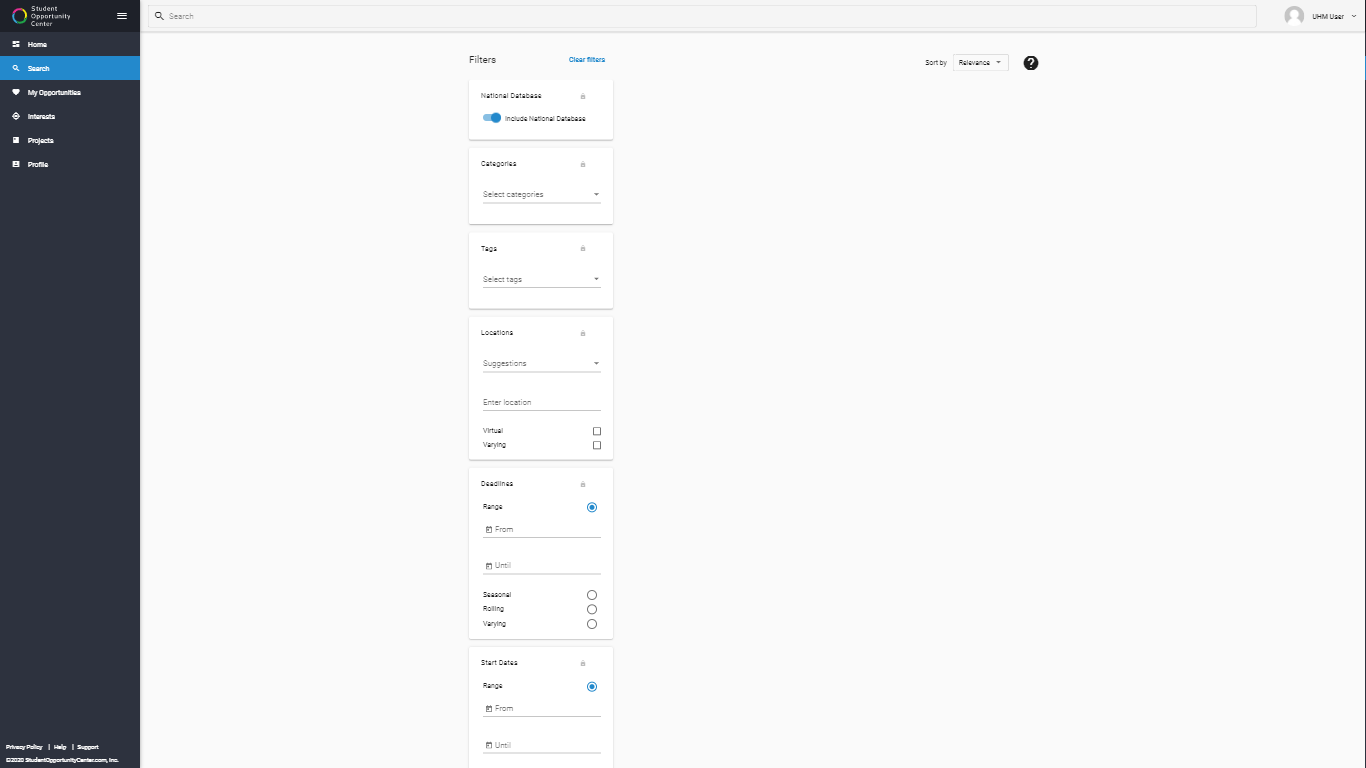 Student
Opportunity
Center
Search
UHM User
Home
Search
My Opportunities
Interests
Projects
Profile
Filters
Clear filters
Sort by
Relevance
National Database
Include National Database
Categories
Select categories
Tags
Select tags
Locations
Suggestions
Enter location
Virtual
Varying
Deadlines
Range
From
Until
Seasonal
Rolling
Varying
Start Dates
Range
From
Until
Privacy Policy | Help | Support
©2020 StudentOpportunityCenter.com, Inc.